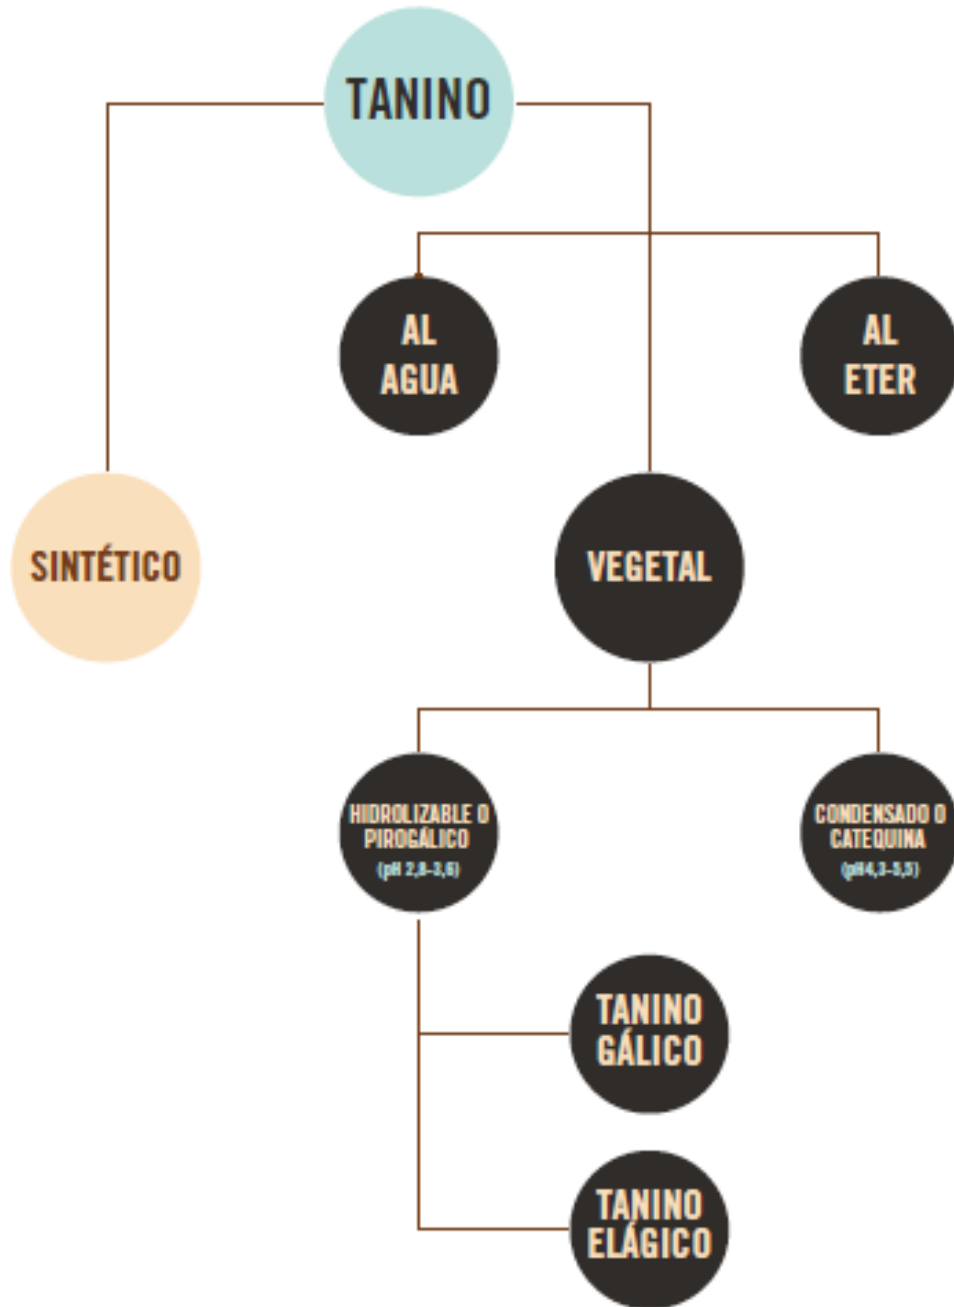 TANINO
AL
AGUA
AL
ETER
SINTÉTICO
VEGETAL
HIDROLIZABLE O
PIROGÁLICO
(pH 2,8-3,6)
CONDENSADO O
CATEQUINA
(pH4,3-5,5)
TANINO
GÁLICO
TANINO
ELÁGICO